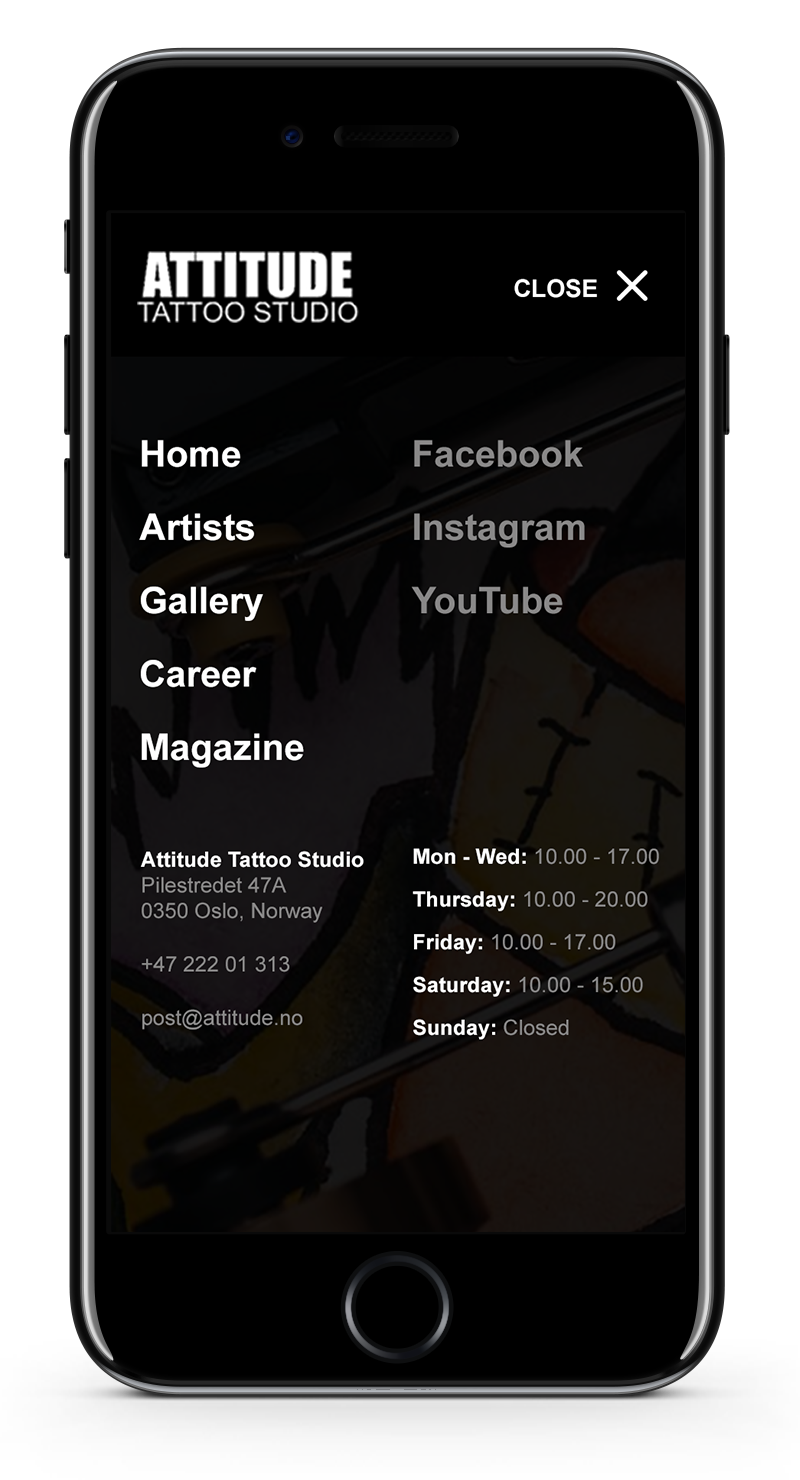 ATTITUDE
TATTOO STUDIO
CLOSE
Home
Artists
Gallery
Career
Magazine
Facebook
Instagram
YouTube
Attitude Tattoo Studio
Pilestredet 47A
0350 Oslo, Norway
+47 222 01 313
post@attitude.no
Mon - Wed: 10.00 - 17.00
Thursday: 10.00 - 20.00
Friday: 10.00 - 17.00
Saturday: 10.00 - 15.00
Sunday: Closed